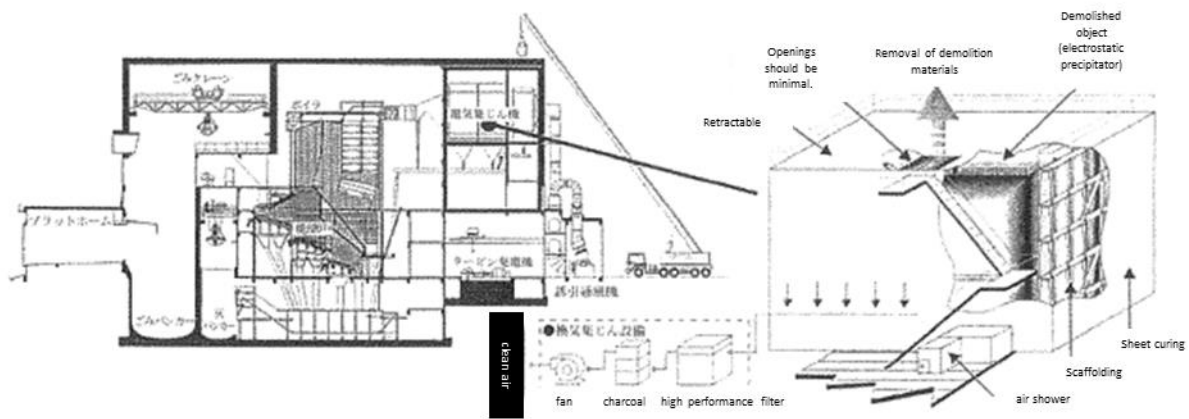 ごみクレーン
ボイラ
電気集じん機
プラットホーム
タービン発電機
誘引通風機
ごみバンカー
灰
バンカー
clean air
●換気集じん設備
fan
charcoal
high performance filter
Openings
should be
minimal.
Removal of demolition
materials
Demolished
object
(electrostatic
precipitator)
Retractable
Sheet curing
Scaffolding
air shower